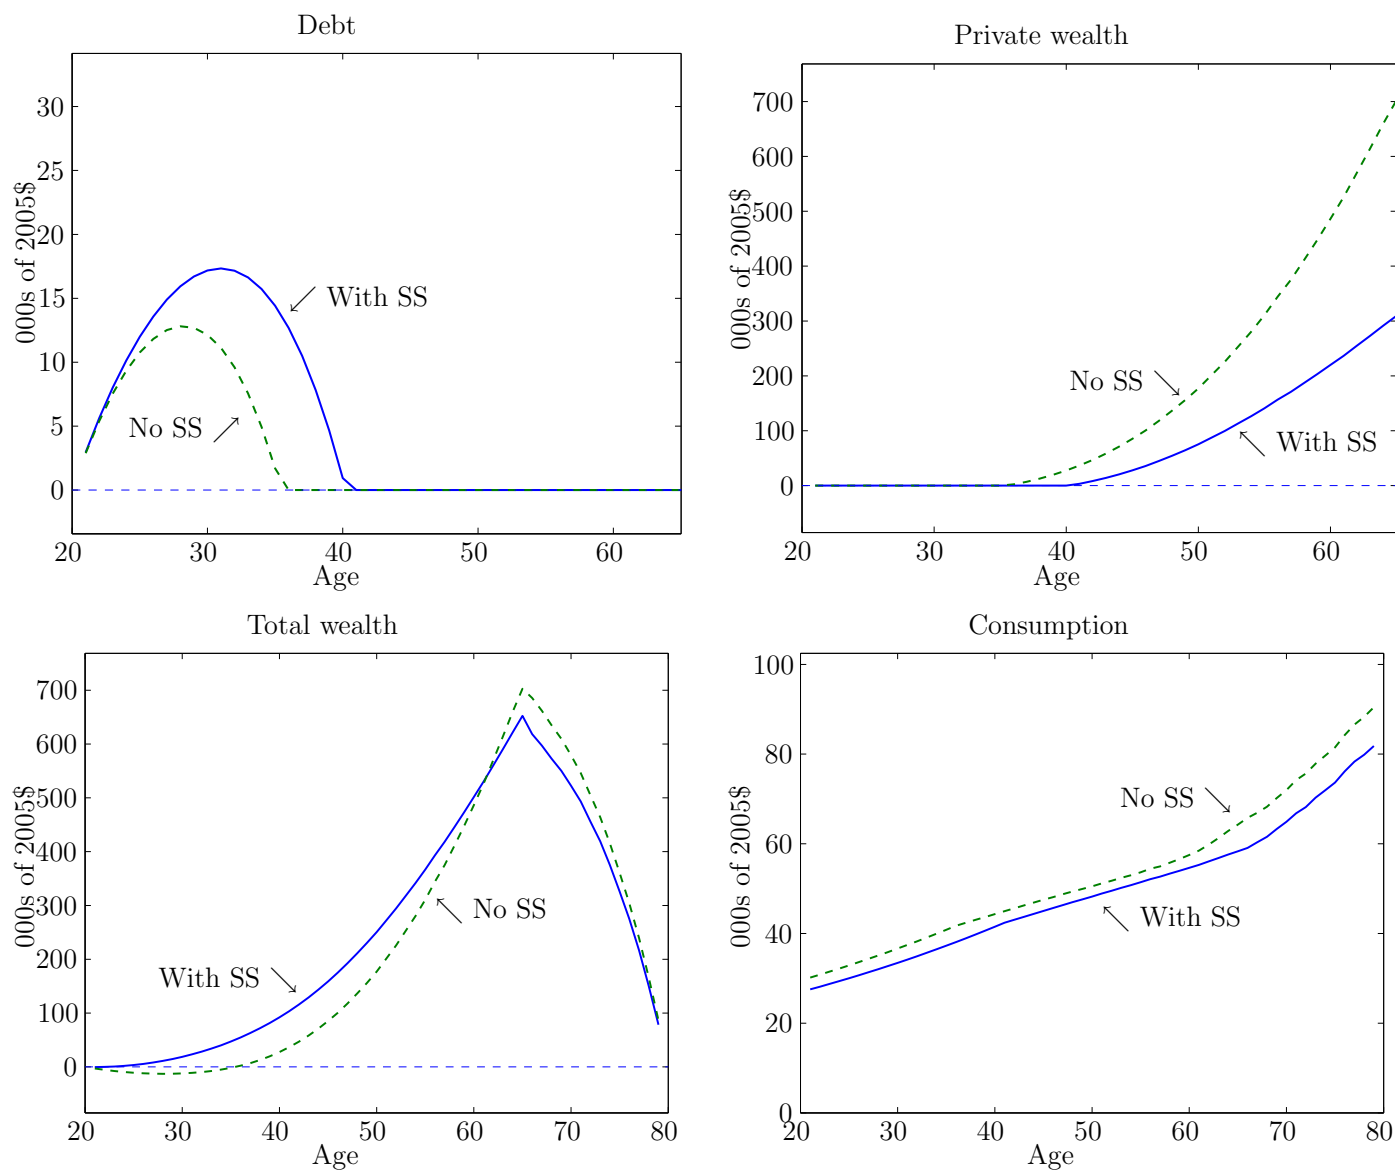 Debt
000s of 2005$
30
25
20
15
10
5
0
With SS
No SS
20 30 40 50 60
Age
Private wealth
000s of 2005$
700
600
500
400
300
200
100
0
No SS
With SS
20 30 40 50 60
Age
Total wealth
000s of 2005$
700
600
500
400
300
200
100
0
No SS
With SS
20 30 40 50 60 70 80
Age
Consumption
000s of 2005$
100
80
60
40
20
0
No SS
With SS
20 30 40 50 60 70 80
Age